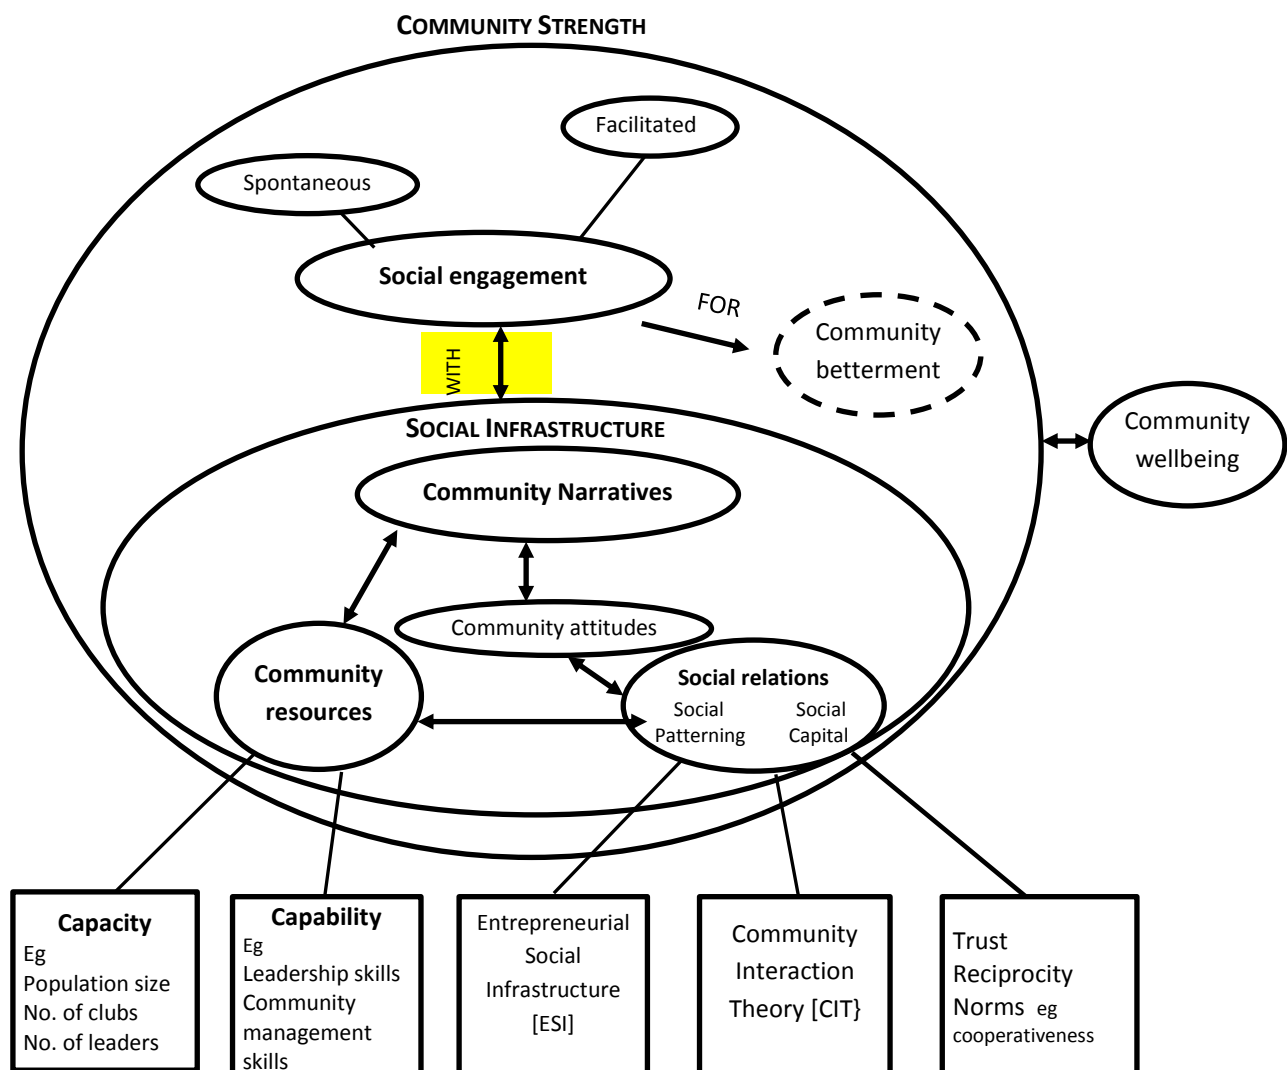 COMMUNITY STRENGTH
Facilitated
Spontaneous
Social engagement
FOR
Community
betterment
WITH
SOCIAL INFRASTRUCTURE
Community
wellbeing
Community Narratives
Community attitudes
Community
resources
Social relations
Social
Patterning
Social
Capital
Capacity
Eg
Population size
No. of clubs
No. of leaders
Capability
Eg
Leadership skills
Community
management
skills
Entrepreneurial
Social
Infrastructure
[ESI]
Community
Interaction
Theory [CIT}
Trust
Reciprocity
Norms eg
cooperativeness